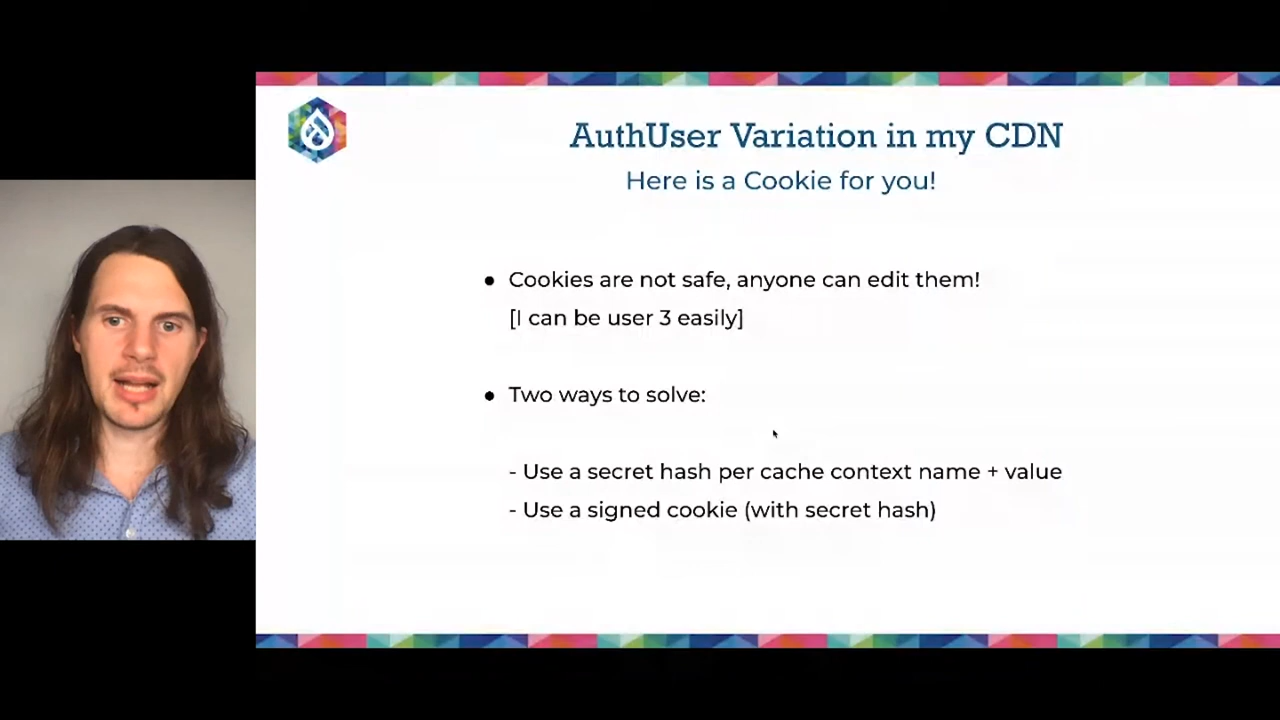 AuthUser Variation in my CDN
Here is a Cookie for you!
● Cookies are not safe, anyone can edit them!
[I can be user 3 easily]
● Two ways to solve:
- Use a secret hash per cache context name + value
- Use a signed cookie (with secret hash)